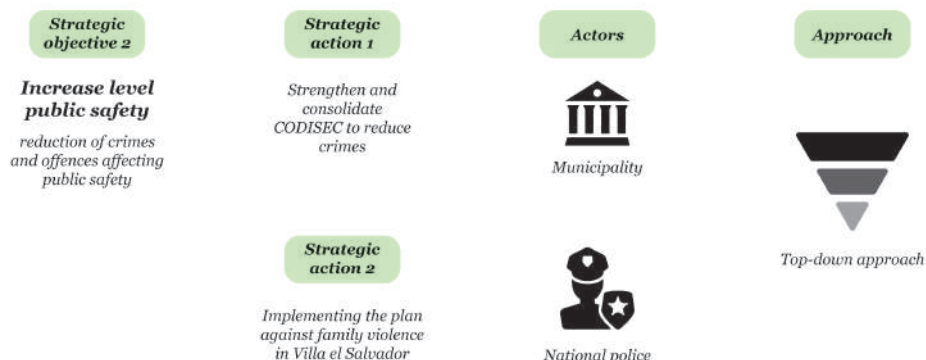 Strategic
objective 2
Increase level
public safety
reduction of crimes
and offences affecting
public safety
Strategic
action 1
Strengthen and
consolidate
CODISEC to reduce
crimes
Strategic
action 2
Implementing the plan
against family violence
in Villa el Salvador
Actors
Municipality
National police
Approach
Top-down approach